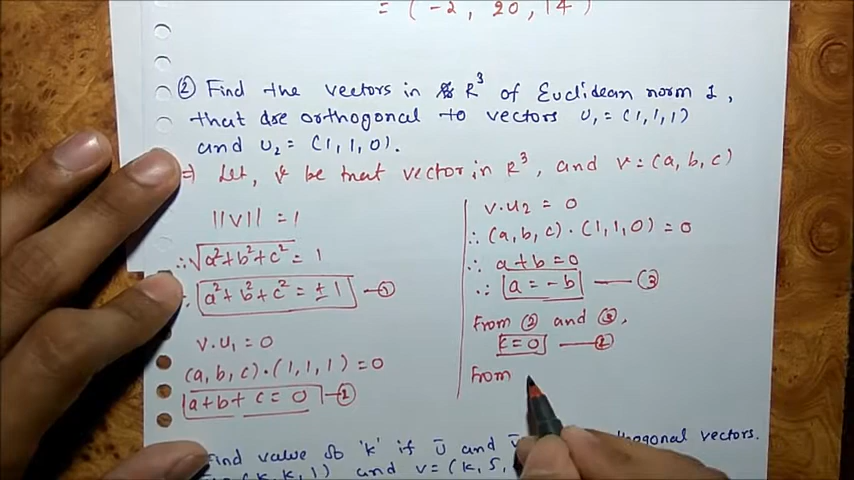 = (-2, 20, 14)
② Find the vectors in R³ of Euclidean norm 1,
that are orthogonal to vectors U₁ = (1,1,1)
and U₂ = (1,1,0).
⇒ Let, v be that vector in R³, and v = (a, b, c)
||v|| = 1
∴ √a²+b²+c² = 1
∴ a²+b²+c² = ±1 — ①
v.u₁ = 0
(a,b,c)·(1,1,1) = 0
a+b+c = 0 — ②
v.u₂ = 0
∴ (a,b,c)·(1,1,0) = 0
∴ a+b=0
∴ a = -b — ③
From ② and ③,
c = 0 — ④
From
Find value of 'k' if ū and orthogonal vectors.
(k, k, 1) and v = (k, 5,